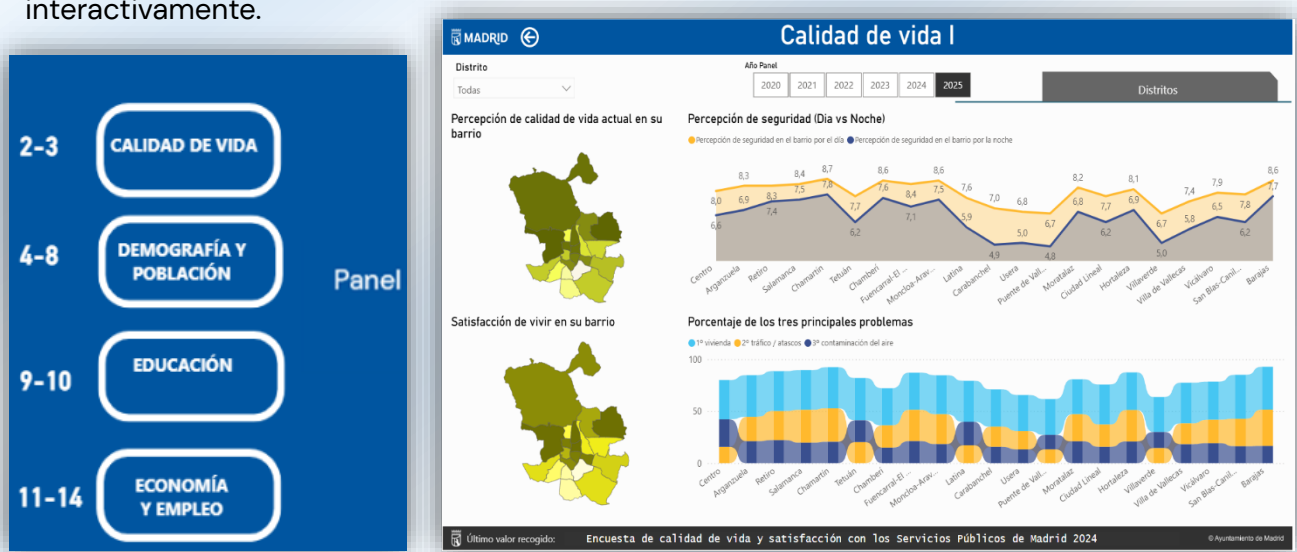 interactivamente.
2-3
CALIDAD DE VIDA
4-8
DEMOGRAFÍA Y
POBLACIÓN
Panel
9-10
EDUCACIÓN
11-14
ECONOMÍA
Y EMPLEO
MADRID
Calidad de vida I
Distrito
Todas
Año Panel
2020 2021 2022 2023 2024 2025
Distritos
Percepción de calidad de vida actual en su
barrio
Percepción de seguridad (Dia vs Noche)
Percepción de seguridad en el barrio por el día Percepción de seguridad en el barrio por la noche
8,0 8,3 8,3 8,4 8,7 7,7 8,6 8,4 8,6 7,6 7,0 6,8 6,7 8,2 7,7 8,1 6,7 7,4 7,9 7,8 8,6
6,6 6,9 7,4 7,5 7,8 6,2 7,6 7,1 7,5 5,9 4,9 5,0 4,8 6,8 6,2 6,9 5,0 5,8 6,5 6,2 7,7
Centro Arganzuela Retiro Salamanca Chamartín Tetuán Chamberí Fuencarral-El ... Moncloa-Arav... Latina Carabanchel Usera Puente de Vall... Moratalaz Ciudad Lineal Hortaleza Villaverde Villa de Vallecas Vicálvaro San Blas-Canil... Barajas
Satisfacción de vivir en su barrio
Porcentaje de los tres principales problemas
1º vivienda 2º tráfico / atascos 3º contaminación del aire
100
50
0
Centro Arganzuela Retiro Salamanca Chamartín Tetuán Chamberí Fuencarral-El ... Moncloa-Arav... Latina Carabanchel Usera Puente de Vall... Moratalaz Ciudad Lineal Hortaleza Villaverde Villa de Vallecas Vicálvaro San Blas-Canil... Barajas
Último valor recogido: Encuesta de calidad de vida y satisfacción con los Servicios Públicos de Madrid 2024 © Ayuntamiento de Madrid